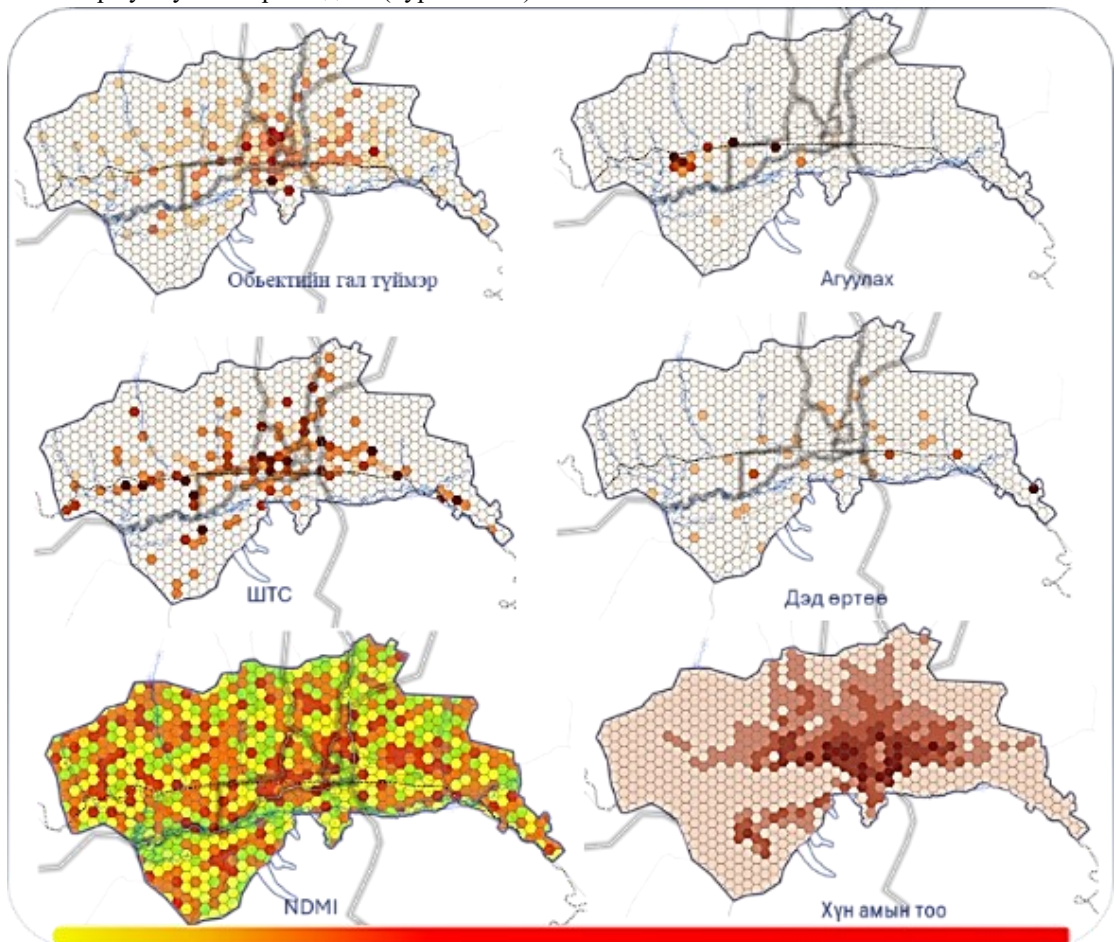 Обьектийн гал түймэр
Агуулах
ШТС
Дэд өртөө
NDMI
Хүн амын тоо